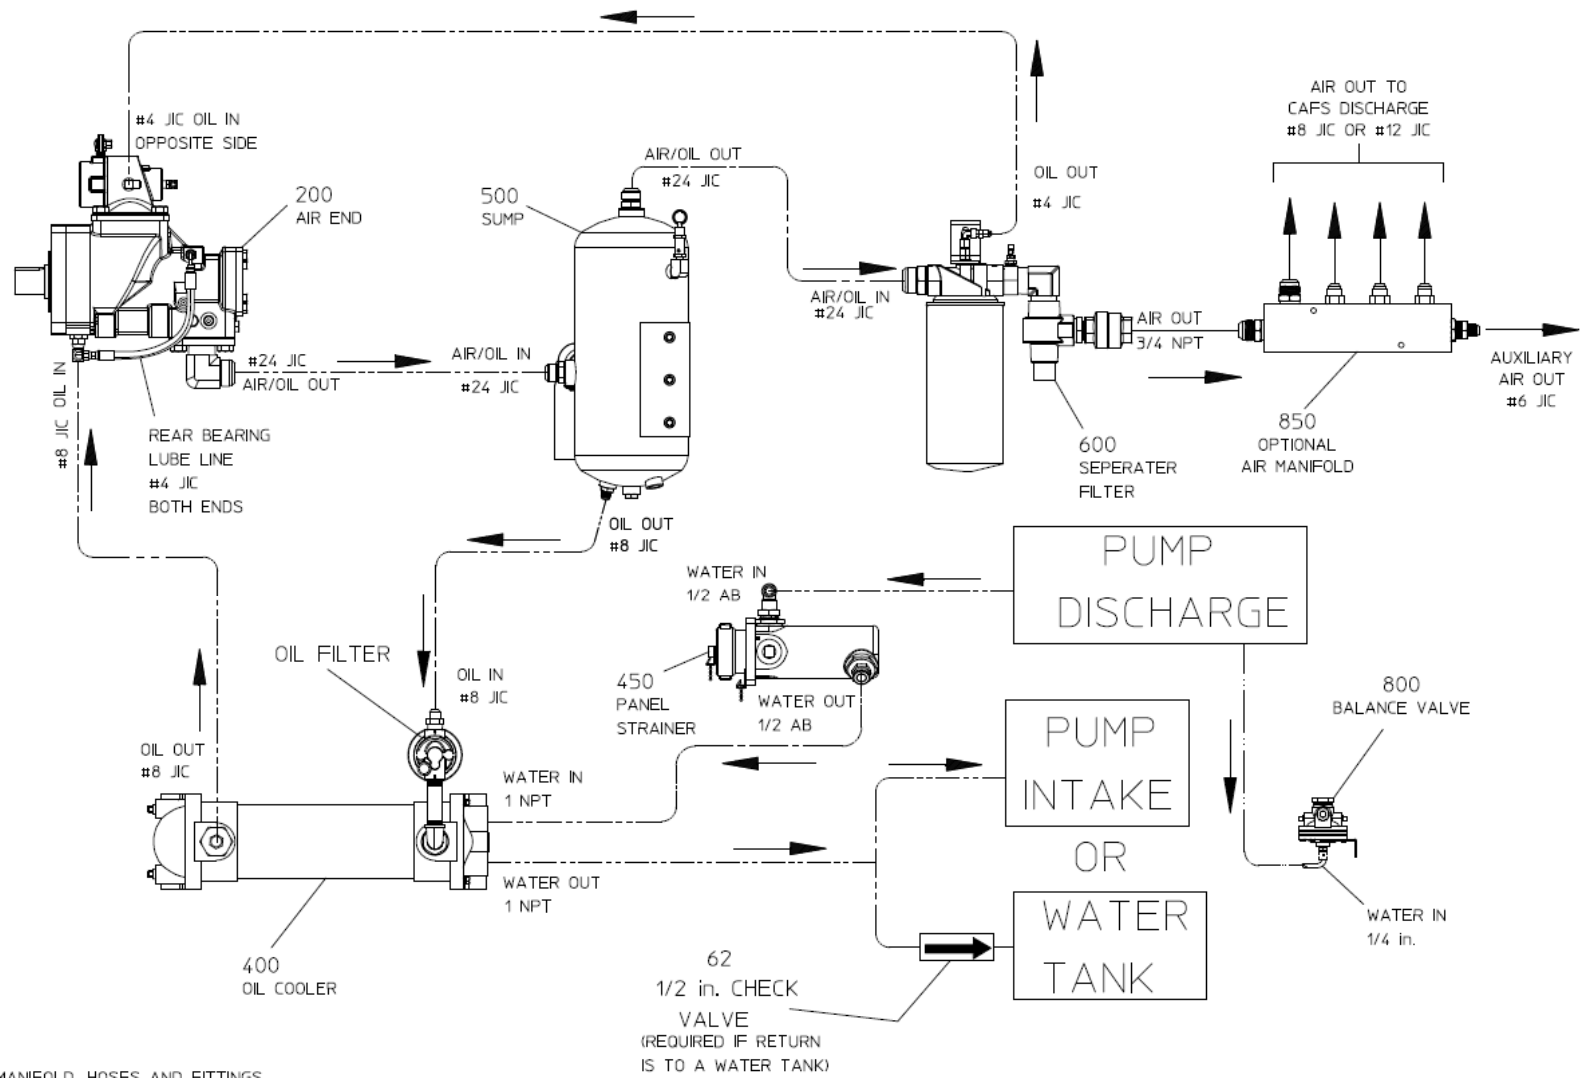 #4 JIC OIL IN
OPPOSITE SIDE
200
AIR END
500
SUMP
AIR/OIL OUT
#24 JIC
OIL OUT
#4 JIC
AIR OUT TO
CAFS DISCHARGE
#8 JIC OR #12 JIC
AIR/OIL IN
#24 JIC
AIR OUT
3/4 NPT
AUXILIARY
AIR OUT
#6 JIC
850
OPTIONAL
AIR MANIFOLD
600
SEPERATER
FILTER
#24 JIC
AIR/OIL OUT
AIR/OIL IN
#24 JIC
#8 JIC OIL IN
REAR BEARING
LUBE LINE
#4 JIC
BOTH ENDS
OIL OUT
#8 JIC
PUMP
DISCHARGE
WATER IN
1/2 AB
450
PANEL
STRAINER
WATER OUT
1/2 AB
OIL FILTER
OIL IN
#8 JIC
OIL OUT
#8 JIC
WATER IN
1 NPT
WATER OUT
1 NPT
400
OIL COOLER
PUMP
INTAKE
OR
WATER
TANK
800
BALANCE VALVE
WATER IN
1/4 in.
62
1/2 in. CHECK
VALVE
(REQUIRED IF RETURN
IS TO A WATER TANK)
MANIFOLD, HOSES AND FITTINGS